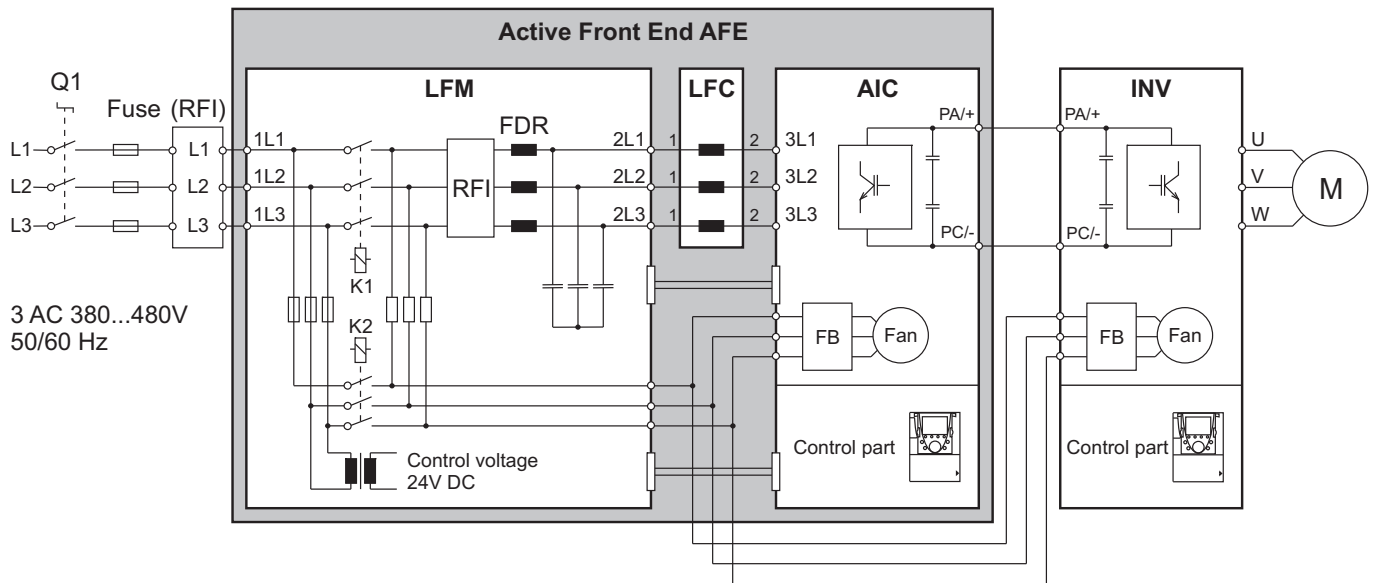 Active Front End AFE
LFM
LFC
AIC
INV
Q1
Fuse (RFI)
FDR
PA/+
PA/+
L1
L1
1L1
2L1
1
2
3L1
U
L2
L2
1L2
RFI
2L2
1
2
3L2
V
M
L3
L3
1L3
2L3
1
2
3L3
W
PC/-
PC/-
K1
3 AC 380...480V
50/60 Hz
K2
FB
Fan
FB
Fan
Control voltage
24V DC
Control part
Control part